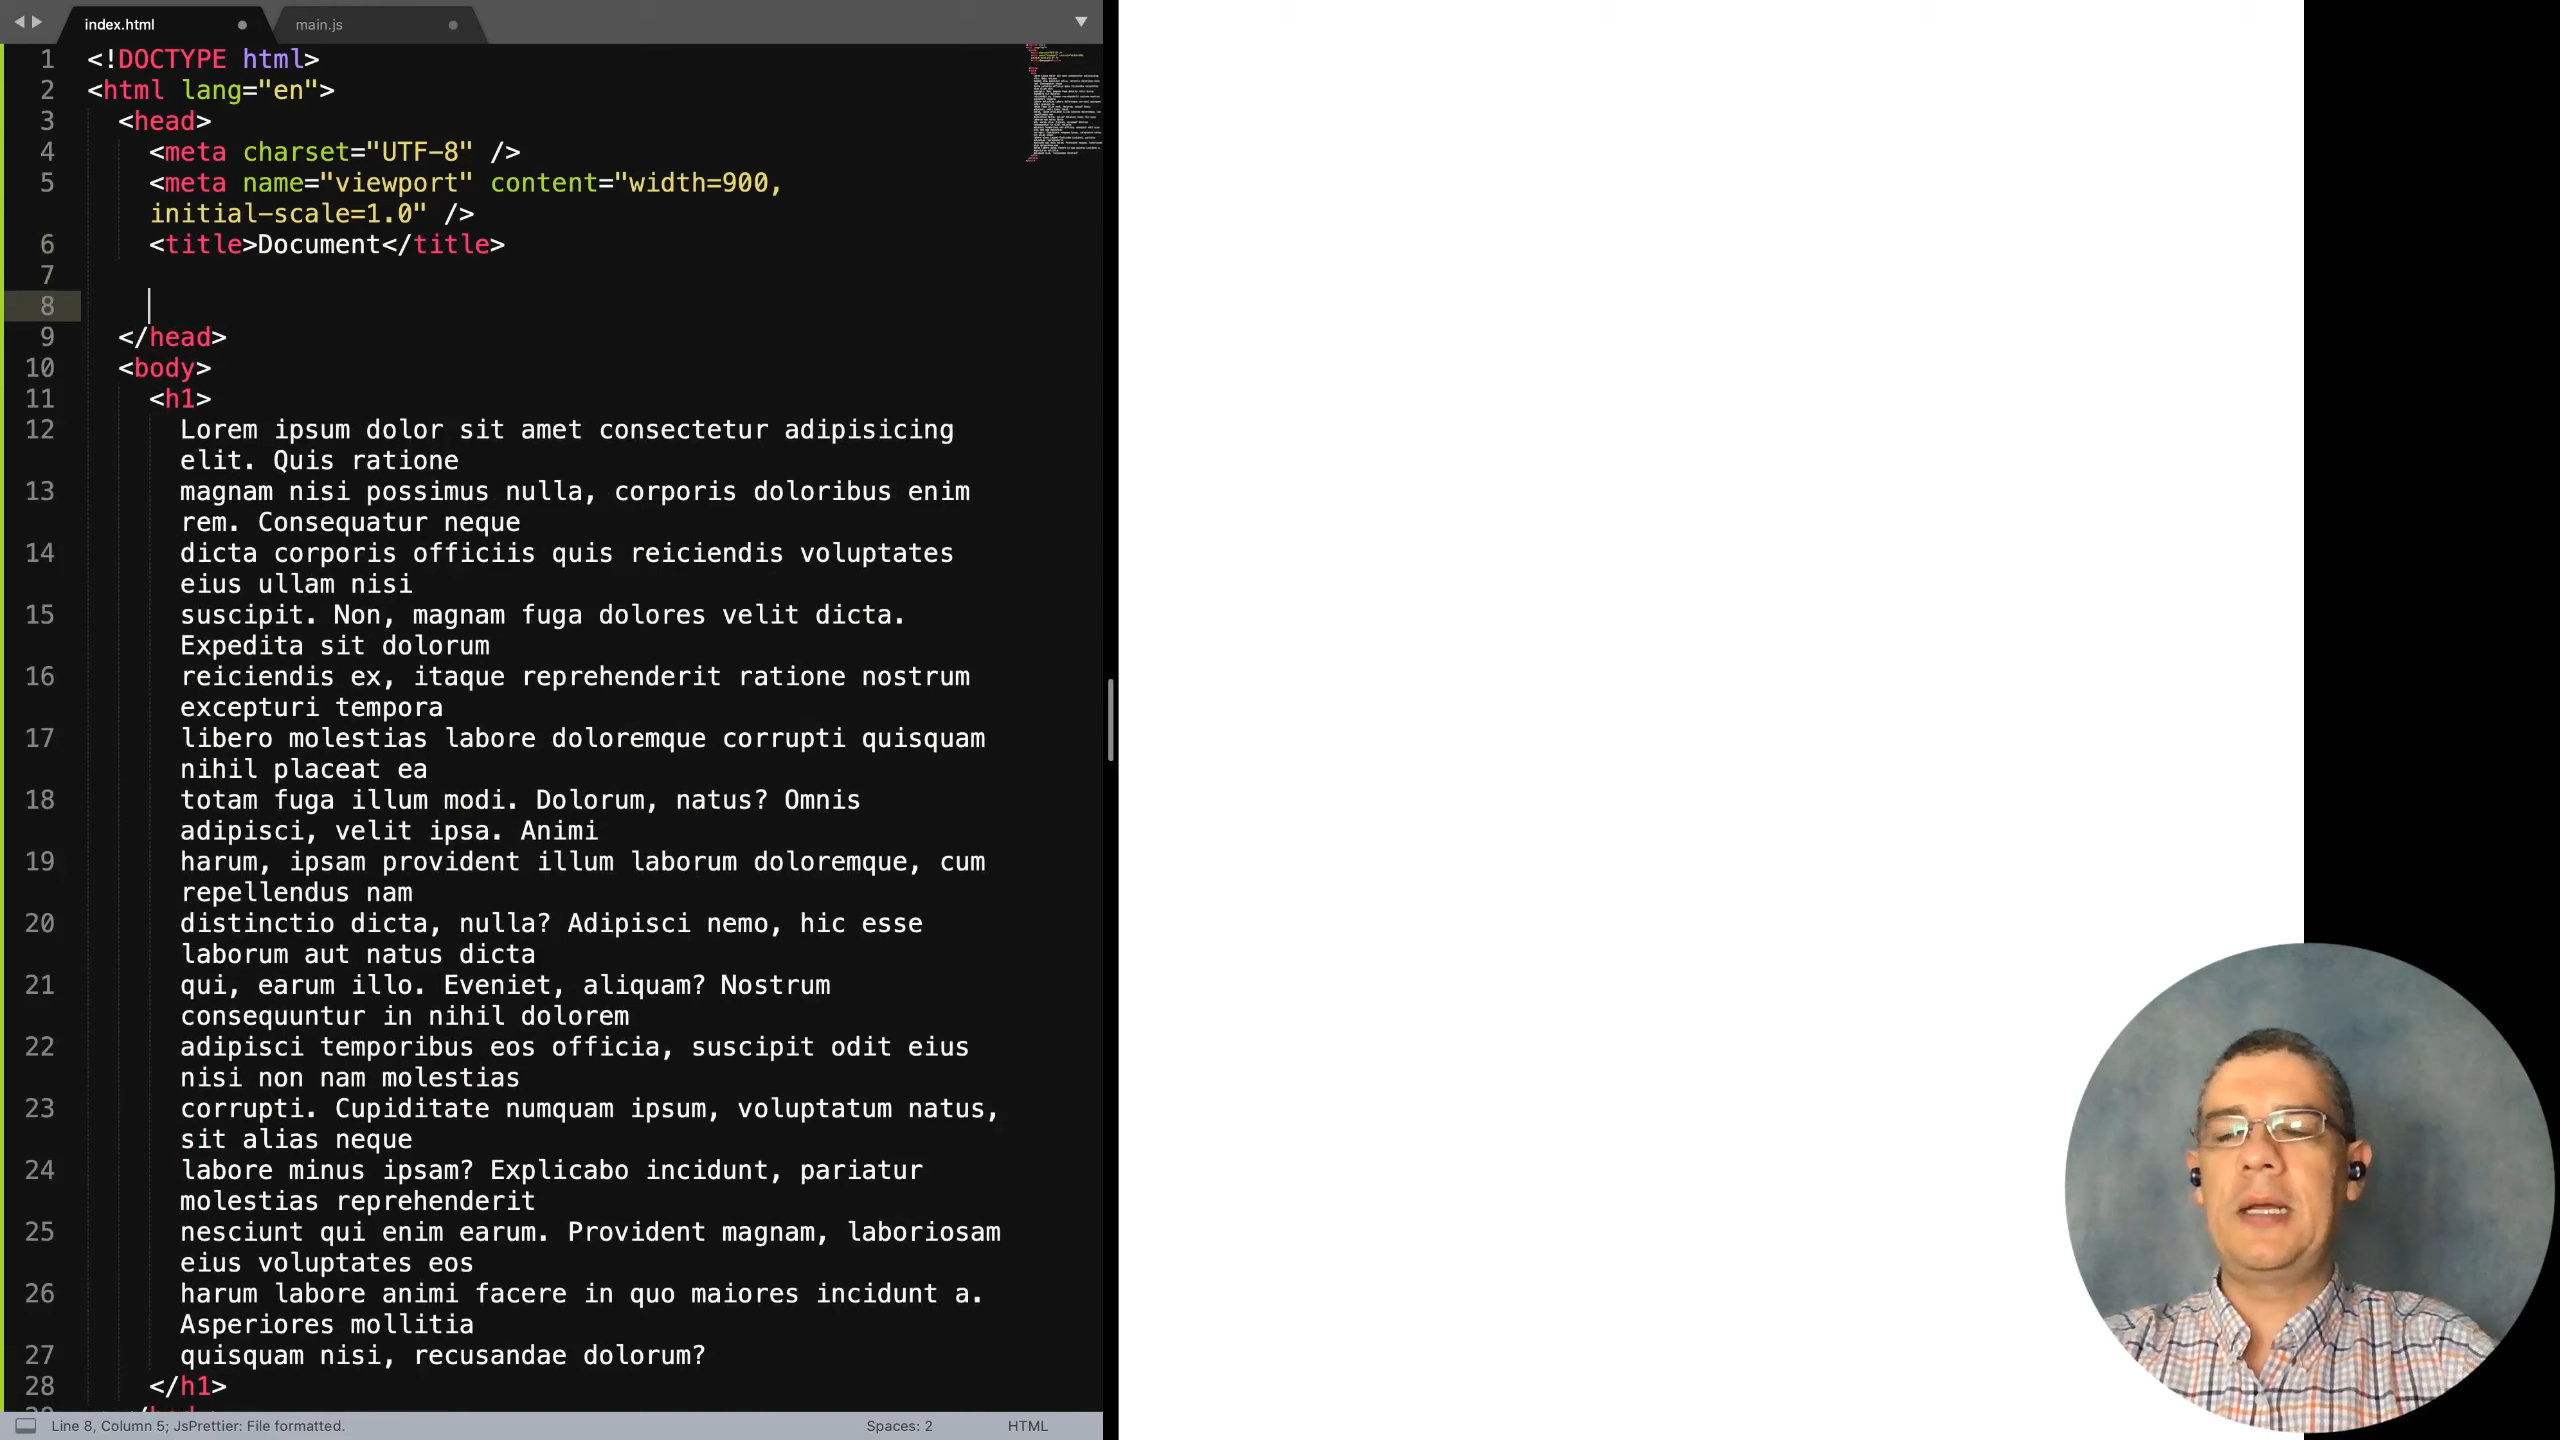 index.html
main.js
1 <!DOCTYPE html>
2 <html lang="en">
3 <head>
4 <meta charset="UTF-8" />
5 <meta name="viewport" content="width=900,
initial-scale=1.0" />
6 <title>Document</title>
7
8
9 </head>
10 <body>
11 <h1>
12 Lorem ipsum dolor sit amet consectetur adipisicing
elit. Quis ratione
13 magnam nisi possimus nulla, corporis doloribus enim
rem. Consequatur neque
14 dicta corporis officiis quis reiciendis voluptates
eius ullam nisi
15 suscipit. Non, magnam fuga dolores velit dicta.
Expedita sit dolorum
16 reiciendis ex, itaque reprehenderit ratione nostrum
excepturi tempora
17 libero molestias labore doloremque corrupti quisquam
nihil placeat ea
18 totam fuga illum modi. Dolorum, natus? Omnis
adipisci, velit ipsa. Animi
19 harum, ipsam provident illum laborum doloremque, cum
repellendus nam
20 distinctio dicta, nulla? Adipisci nemo, hic esse
laborum aut natus dicta
21 qui, earum illo. Eveniet, aliquam? Nostrum
consequuntur in nihil dolorem
22 adipisci temporibus eos officia, suscipit odit eius
nisi non nam molestias
23 corrupti. Cupiditate numquam ipsum, voluptatum natus,
sit alias neque
24 labore minus ipsam? Explicabo incidunt, pariatur
molestias reprehenderit
25 nesciunt qui enim earum. Provident magnam, laboriosam
eius voluptates eos
26 harum labore animi facere in quo maiores incidunt a.
Asperiores mollitia
27 quisquam nisi, recusandae dolorum?
28 </h1>
Line 8, Column 5; JsPrettier: File formatted.
Spaces: 2
HTML